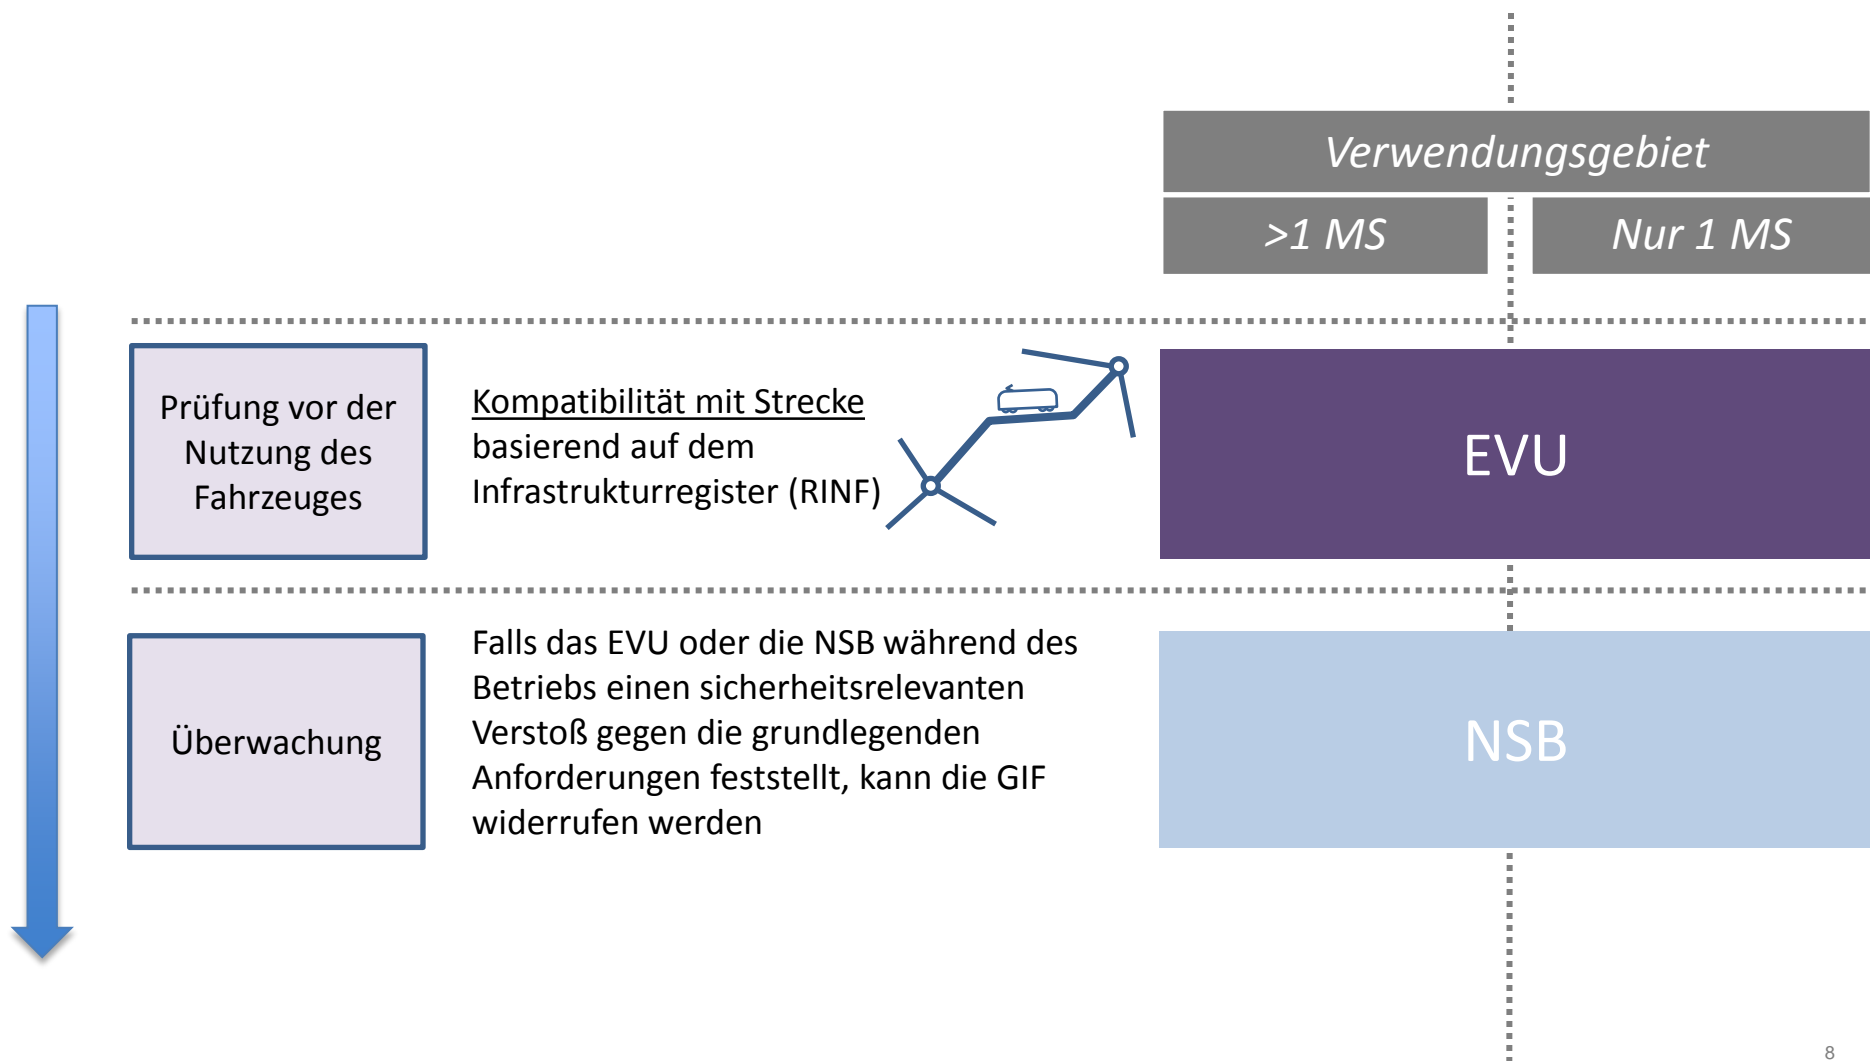 Verwendungsgebiet
>1 MS
Nur 1 MS
Prüfung vor der
Nutzung des
Fahrzeuges
Kompatibilität mit Strecke
basierend auf dem
Infrastrukturregister (RINF)
EVU
Überwachung
Falls das EVU oder die NSB während des
Betriebs einen sicherheitsrelevanten
Verstoß gegen die grundlegenden
Anforderungen feststellt, kann die GIF
widerrufen werden
NSB
8